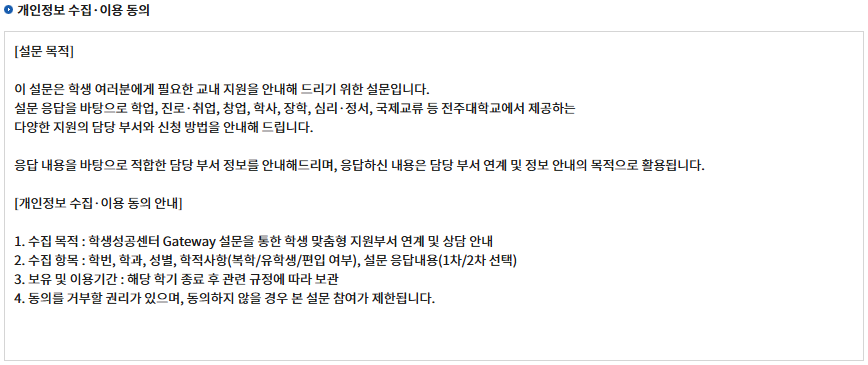 개인정보 수집·이용 동의
[설문 목적]
이 설문은 학생 여러분에게 필요한 교내 지원을 안내해 드리기 위한 설문입니다.
설문 응답을 바탕으로 학업, 진로·취업, 창업, 학사, 장학, 심리·정서, 국제교류 등 전주대학교에서 제공하는
다양한 지원의 담당 부서와 신청 방법을 안내해 드립니다.
응답 내용을 바탕으로 적합한 담당 부서 정보를 안내해드리며, 응답하신 내용은 담당 부서 연계 및 정보 안내의 목적으로 활용됩니다.
[개인정보 수집·이용 동의 안내]
1. 수집 목적 : 학생성공센터 Gateway 설문을 통한 학생 맞춤형 지원부서 연계 및 상담 안내
2. 수집 항목 : 학번, 학과, 성별, 학적사항(복학/유학생/편입 여부), 설문 응답내용(1차/2차 선택)
3. 보유 및 이용기간 : 해당 학기 종료 후 관련 규정에 따라 보관
4. 동의를 거부할 권리가 있으며, 동의하지 않을 경우 본 설문 참여가 제한됩니다.